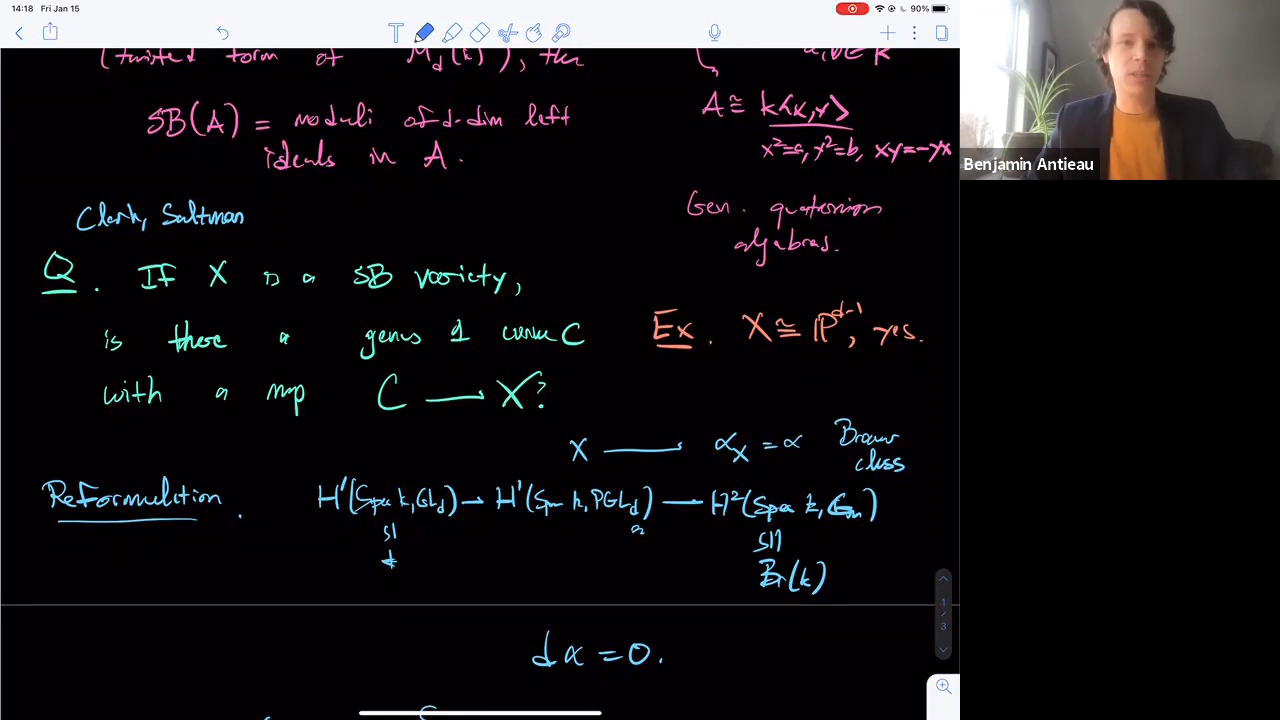 14:18 Fri Jan 15
90%
(twisted form of M_d(k)), then
SB(A) = moduli of d-dim left
ideals in A.
a,b∈k
A ≅ k<x,y>
x²=a, y²=b, xy=-yx
Gen. quaternion
algebras.
Benjamin Antieau
Clark, Saltman
Q. If X is a SB variety,
is there a genus 1 curve C
with a map C → X?
Ex. X ≅ ℙ^{d-1}, yes.
X → α_X = α Brauer
class
Reformulation.
H¹(Spec k, GL_d) → H¹(Spec k, PGL_d) → H²(Spec k, G_m)
Br(k)
dα = 0.
1
/
3